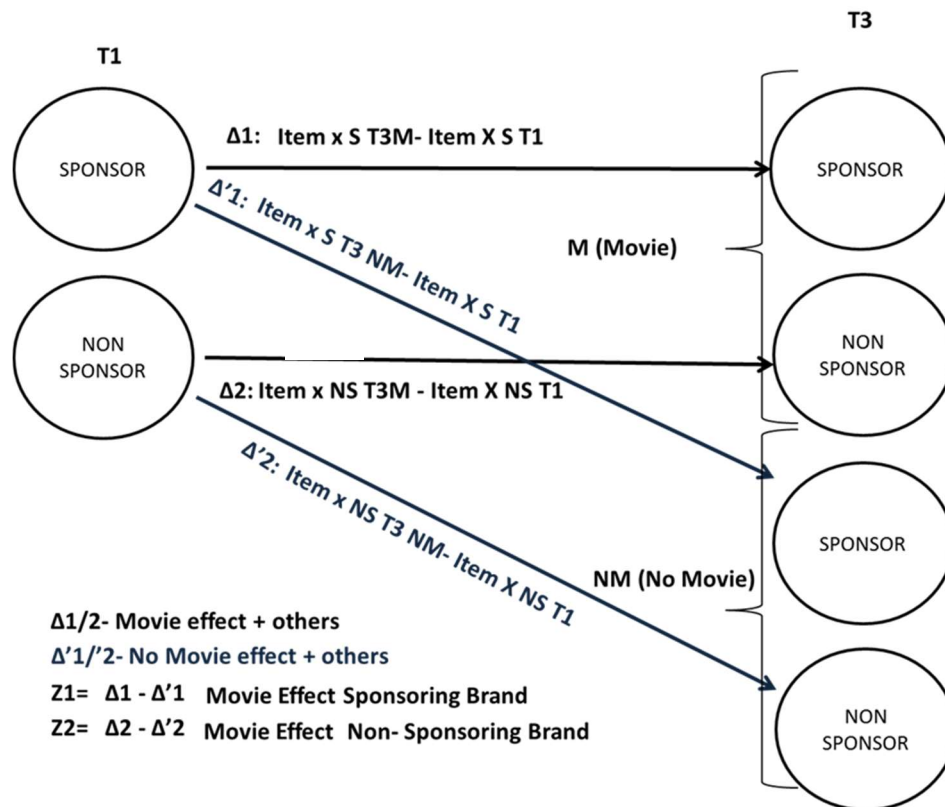 T1
T3
SPONSOR
Δ1: Item x S T3M- Item X S T1
SPONSOR
Δ'1: Item x S T3 NM- Item X S T1
M (Movie)
NON
SPONSOR
NON
SPONSOR
Δ2: Item x NS T3M - Item X NS T1
Δ'2: Item x NS T3 NM- Item X NS T1
SPONSOR
NM (No Movie)
Δ1/2- Movie effect + others
Δ'1/'2- No Movie effect + others
Z1= Δ1 - Δ'1 Movie Effect Sponsoring Brand
Z2= Δ2 - Δ'2 Movie Effect Non- Sponsoring Brand
NON
SPONSOR